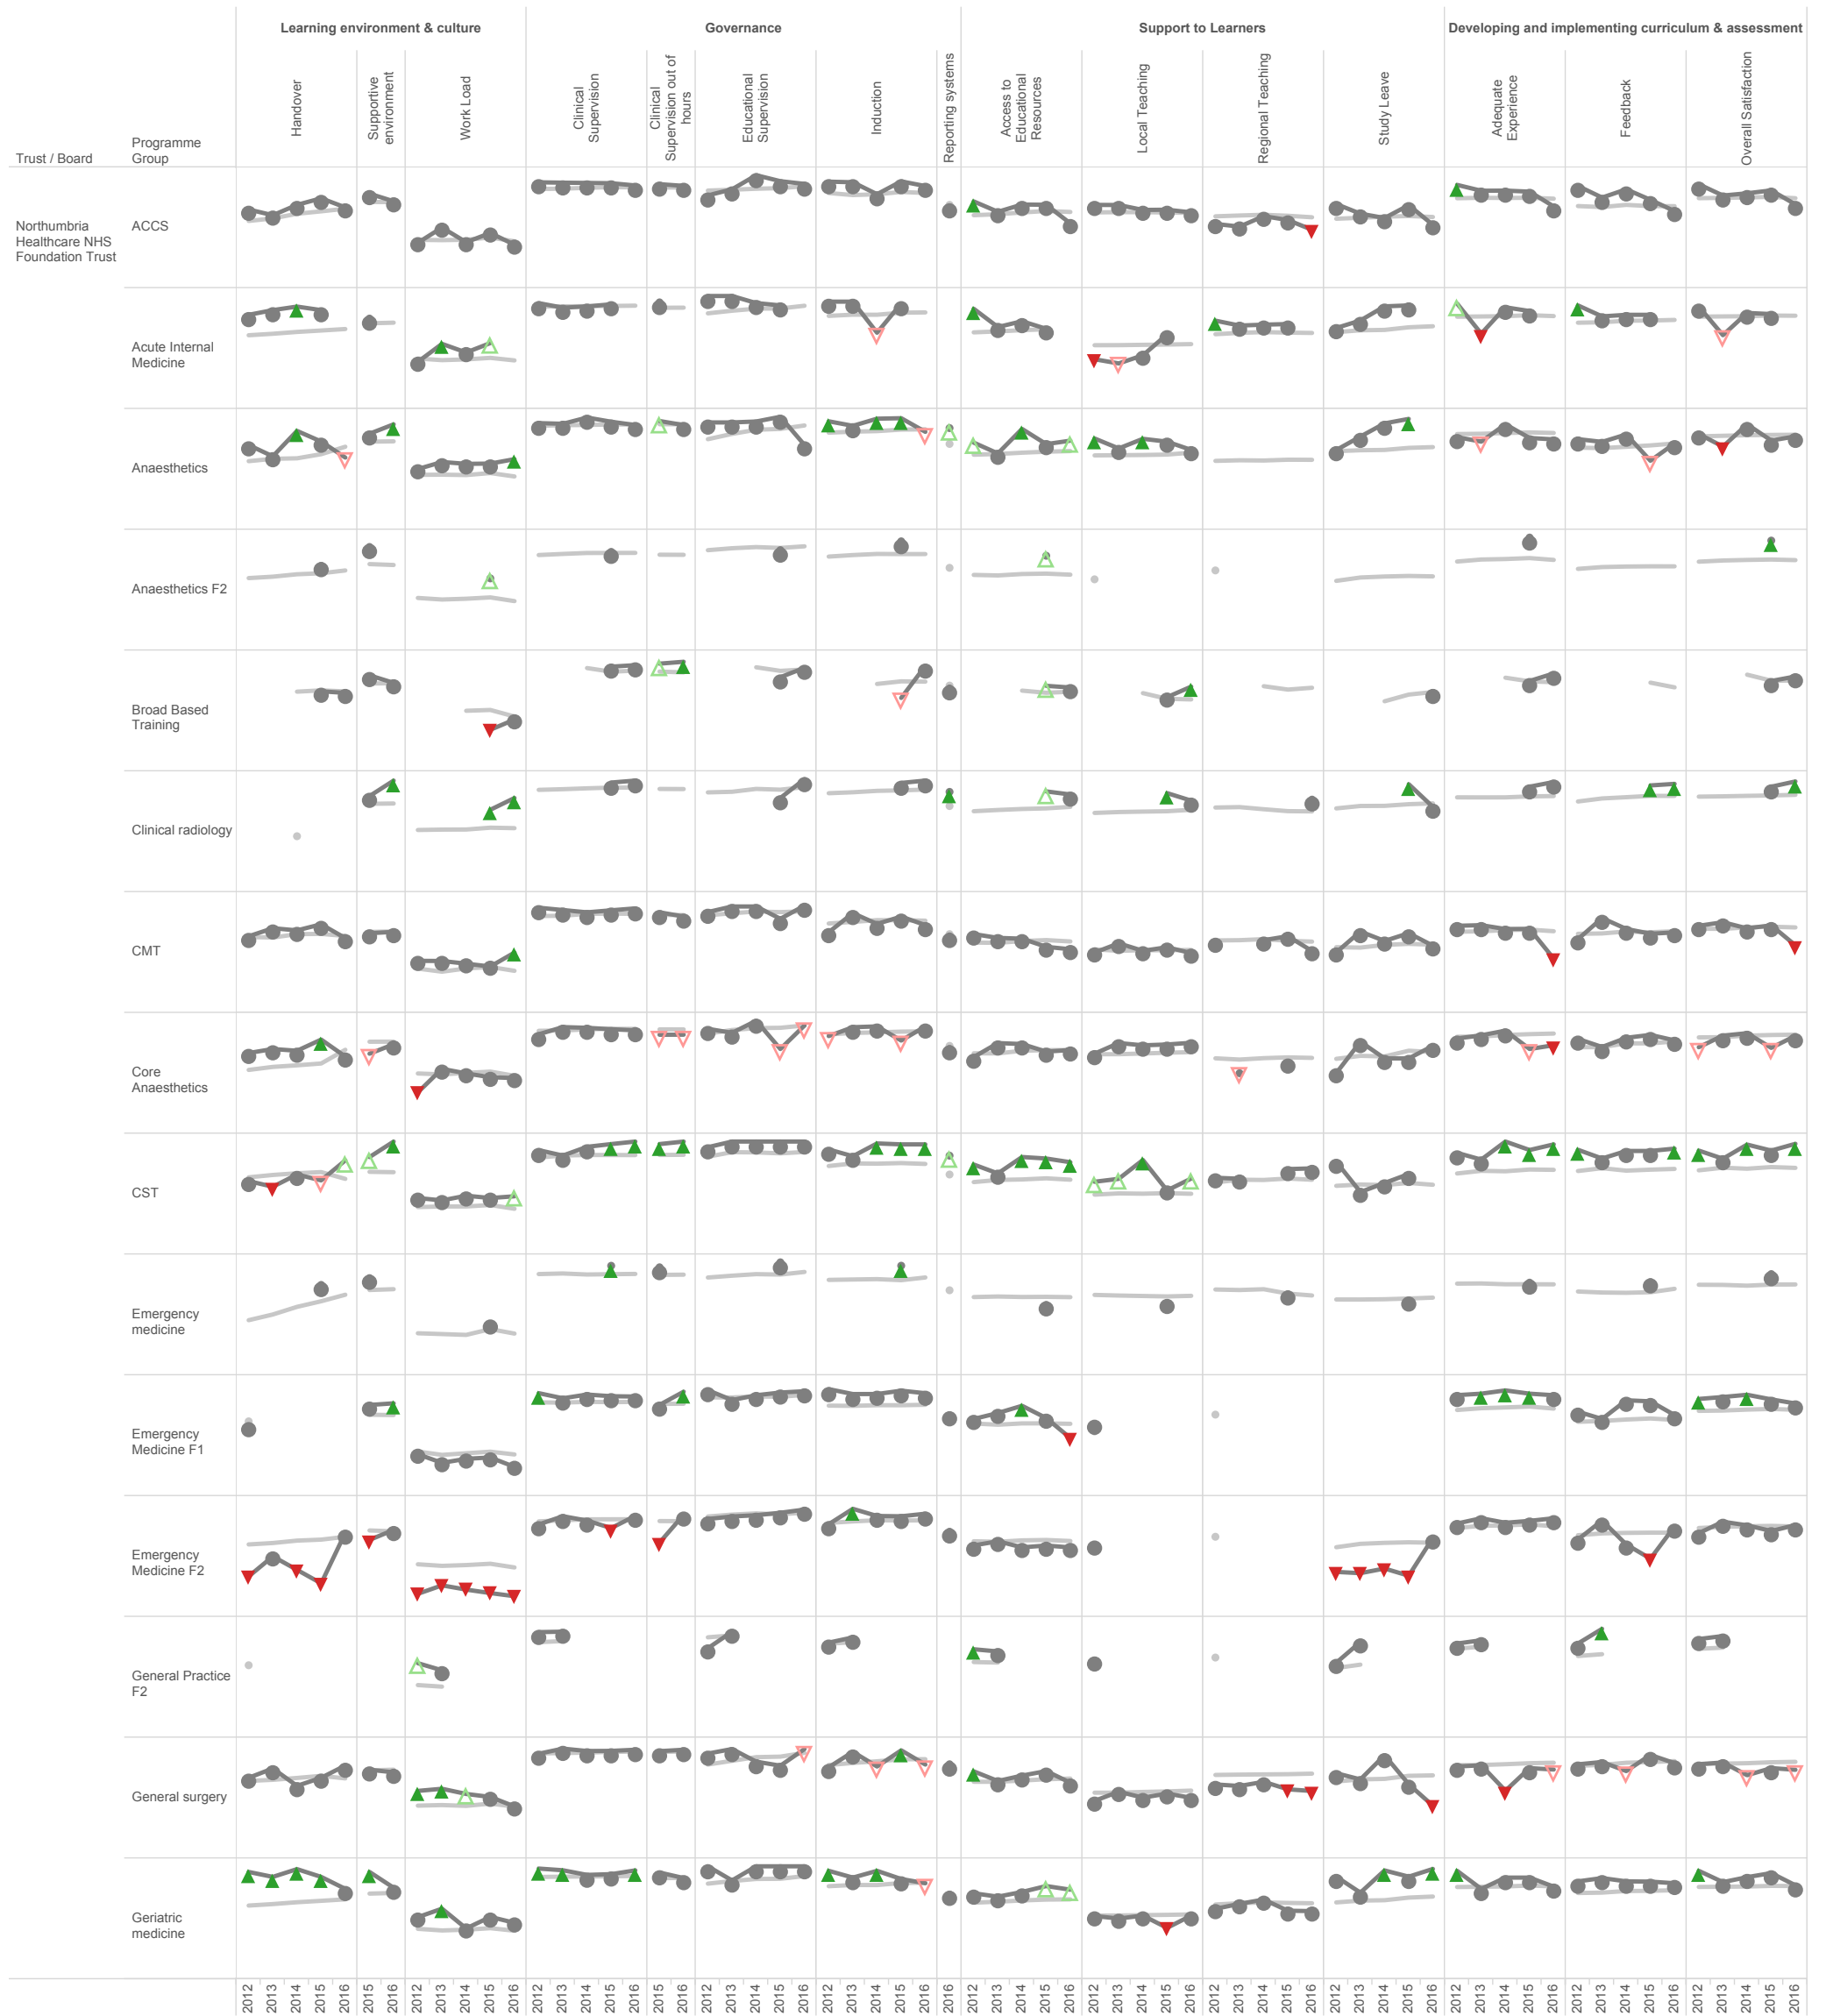 Learning environment & culture
Governance
Support to Learners
Developing and implementing curriculum & assessment
Trust / Board
Programme
Group
Handover
Supportive
environment
Work Load
Clinical
Supervision
Clinical
Supervision out of
hours
Educational
Supervision
Induction
Reporting systems
Access to
Educational
Resources
Local Teaching
Regional Teaching
Study Leave
Adequate
Experience
Feedback
Overall Satisfaction
Northumbria
Healthcare NHS
Foundation Trust
ACCS
Acute Internal
Medicine
Anaesthetics
Anaesthetics F2
Broad Based
Training
Clinical radiology
CMT
Core
Anaesthetics
CST
Emergency
medicine
Emergency
Medicine F1
Emergency
Medicine F2
General Practice
F2
General surgery
Geriatric
medicine
2012 2013 2014 2015 2016
2015 2016
2012 2013 2014 2015 2016
2012 2013 2014 2015 2016
2015 2016
2012 2013 2014 2015 2016
2012 2013 2014 2015 2016
2016
2012 2013 2014 2015 2016
2012 2013 2014 2015 2016
2012 2013 2014 2015 2016
2012 2013 2014 2015 2016
2012 2013 2014 2015 2016
2012 2013 2014 2015 2016
2012 2013 2014 2015 2016